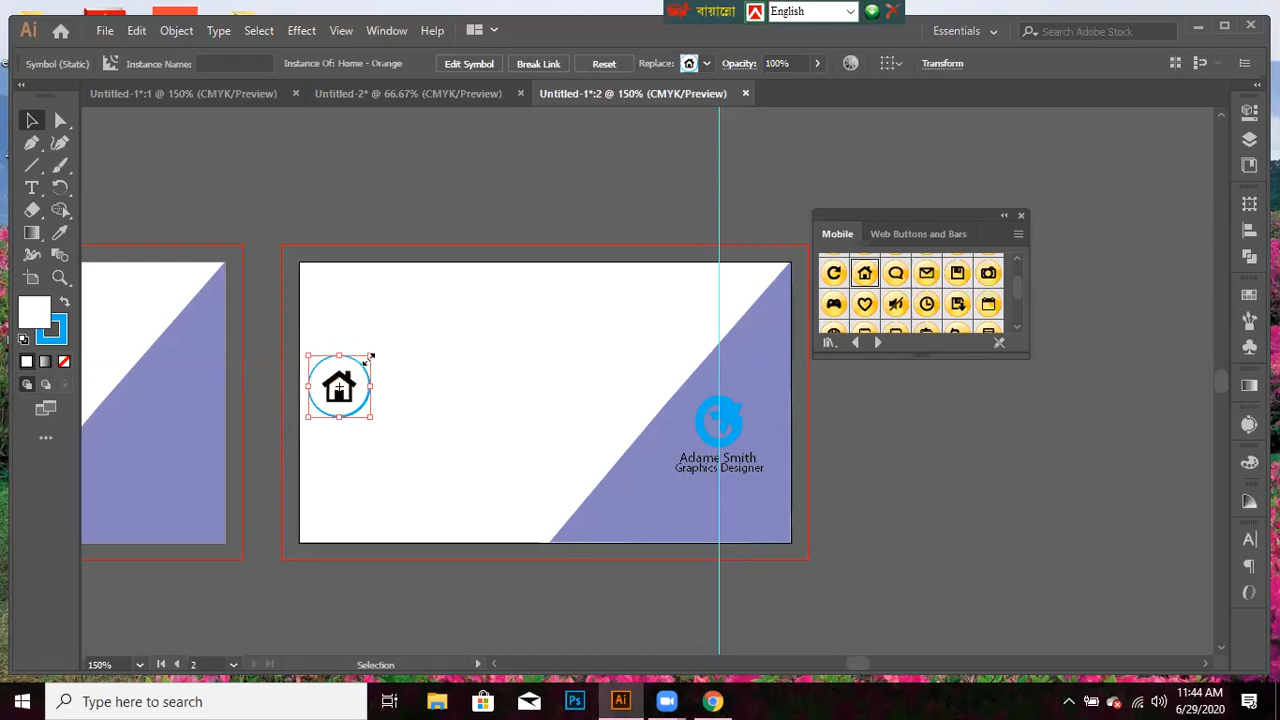 বায়ান্নো English
Ai File Edit Object Type Select Effect View Window Help Essentials Search Adobe Stock
Symbol (Static) Instance Name: Instance Of: Home - Orange Edit Symbol Break Link Reset Replace: Opacity: 100% Transform
Untitled-1*:1 @ 150% (CMYK/Preview) Untitled-2* @ 66.67% (CMYK/Preview) Untitled-1*:2 @ 150% (CMYK/Preview)
Mobile Web Buttons and Bars
Adame Smith
Graphics Designer
150% 2 Selection
Type here to search Ps Ai 6:44 AM
6/29/2020